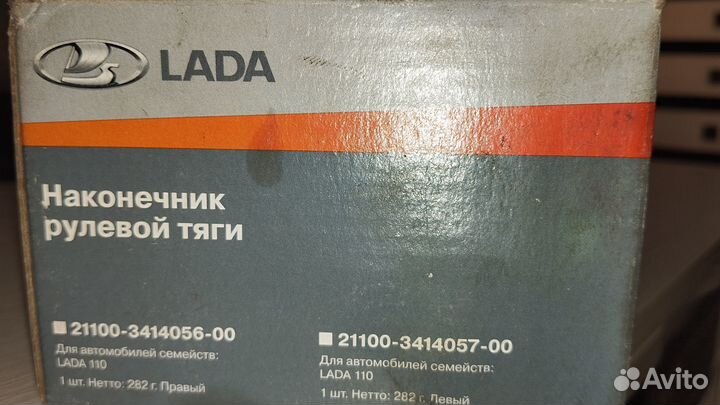 LADA
Наконечник
рулевой тяги
21100-3414056-00
Для автомобилей семейств:
LADA 110
1 шт. Нетто: 282 г. Правый
21100-3414057-00
Для автомобилей семейств:
LADA 110
1 шт. Нетто: 282 г. Левый
Avito